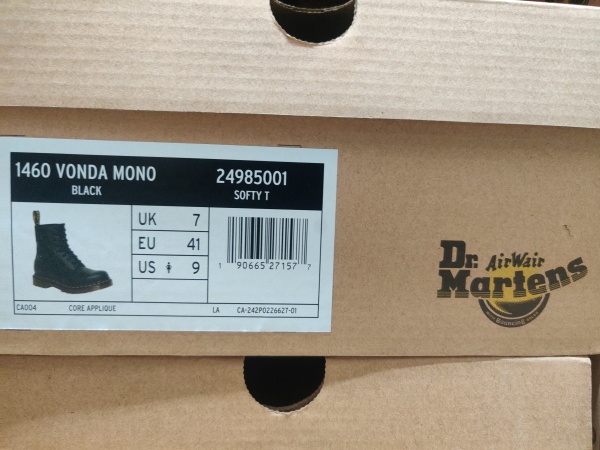 1460 VONDA MONO
BLACK
24985001
SOFTY T
UK 7
EU 41
US 9
1 90665 27157 7
CA004 CORE APPLIQUE LA CA-242P0226627-01
Dr. AirWair
Martens
Bouncing